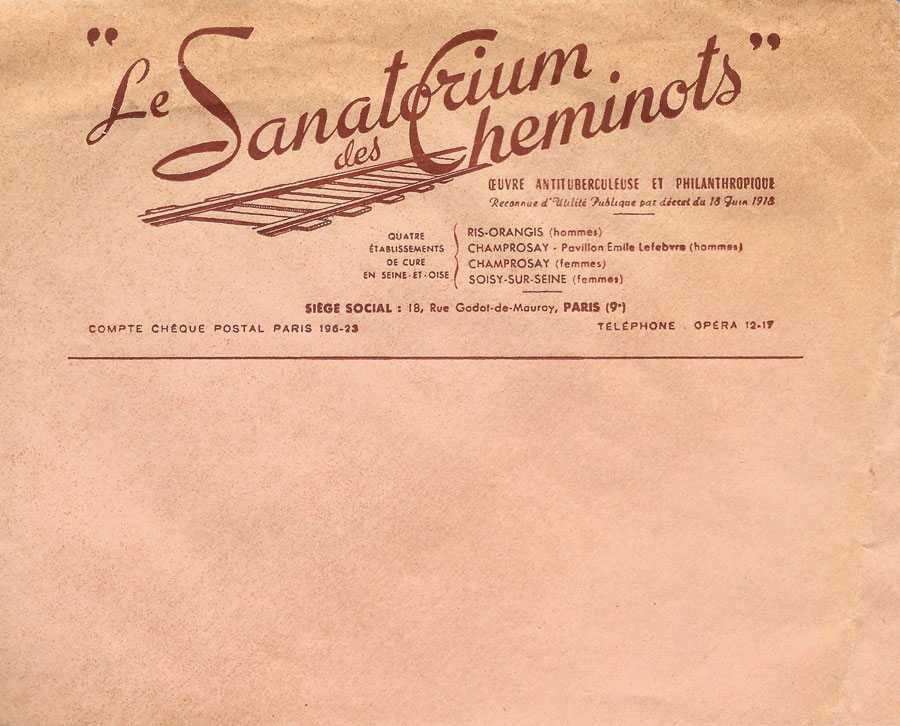 " Le Sanatorium
des Cheminots "
ŒUVRE ANTITUBERCULEUSE ET PHILANTHROPIQUE
Reconnue d'Utilité Publique par décret du 18 Juin 1918
QUATRE
ÉTABLISSEMENTS
DE CURE
EN SEINE-ET-OISE
RIS-ORANGIS (hommes)
CHAMPROSAY - Pavillon Emile Lefebvre (hommes)
CHAMPROSAY (femmes)
SOISY-SUR-SEINE (femmes)
SIÈGE SOCIAL : 18, Rue Godot-de-Mauroy, PARIS (9e)
COMPTE CHÈQUE POSTAL PARIS 196-23
TÉLÉPHONE . OPÉRA 12-17